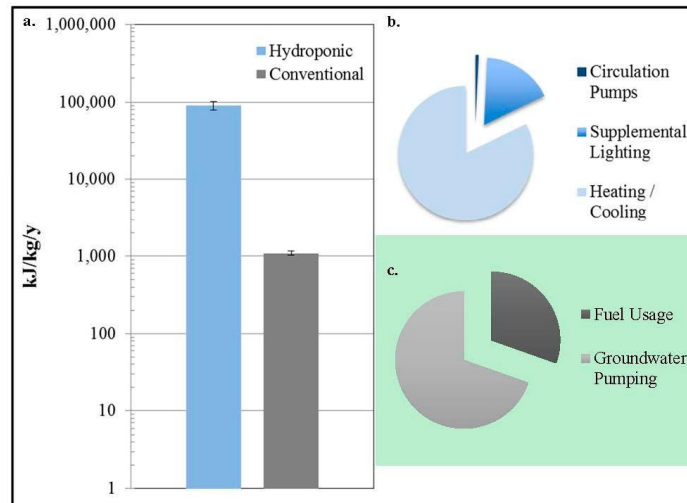 a.
1,000,000
100,000
10,000
1,000
100
10
1
kJ/kg/y
Hydroponic
Conventional
b.
Circulation
Pumps
Supplemental
Lighting
Heating /
Cooling
c.
Fuel Usage
Groundwater
Pumping